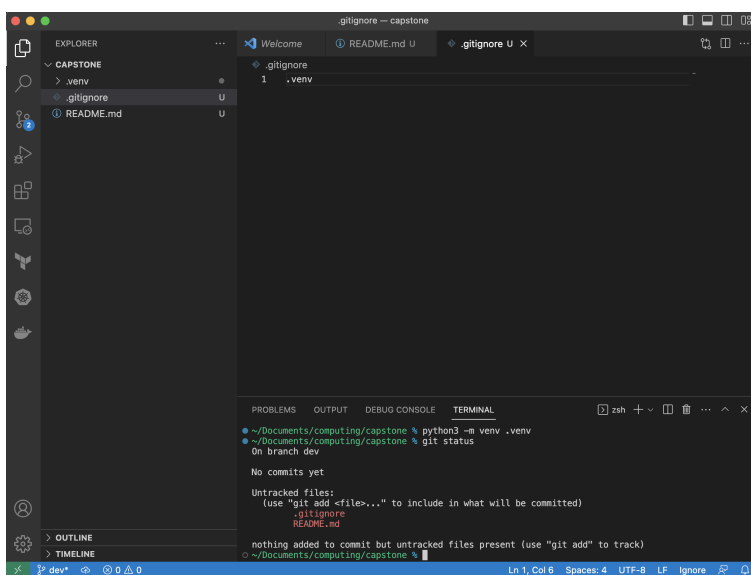 .gitignore — capstone
EXPLORER
Welcome
README.md U
.gitignore U
CAPSTONE
.venv
.gitignore U
README.md U
2
.gitignore
1 .venv
PROBLEMS OUTPUT DEBUG CONSOLE TERMINAL
zsh
~/Documents/computing/capstone % python3 -m venv .venv
~/Documents/computing/capstone % git status
On branch dev
No commits yet
Untracked files:
(use "git add <file>..." to include in what will be committed)
.gitignore
README.md
nothing added to commit but untracked files present (use "git add" to track)
~/Documents/computing/capstone %
OUTLINE
TIMELINE
dev* 0 0 Ln 1, Col 6 Spaces: 4 UTF-8 LF Ignore